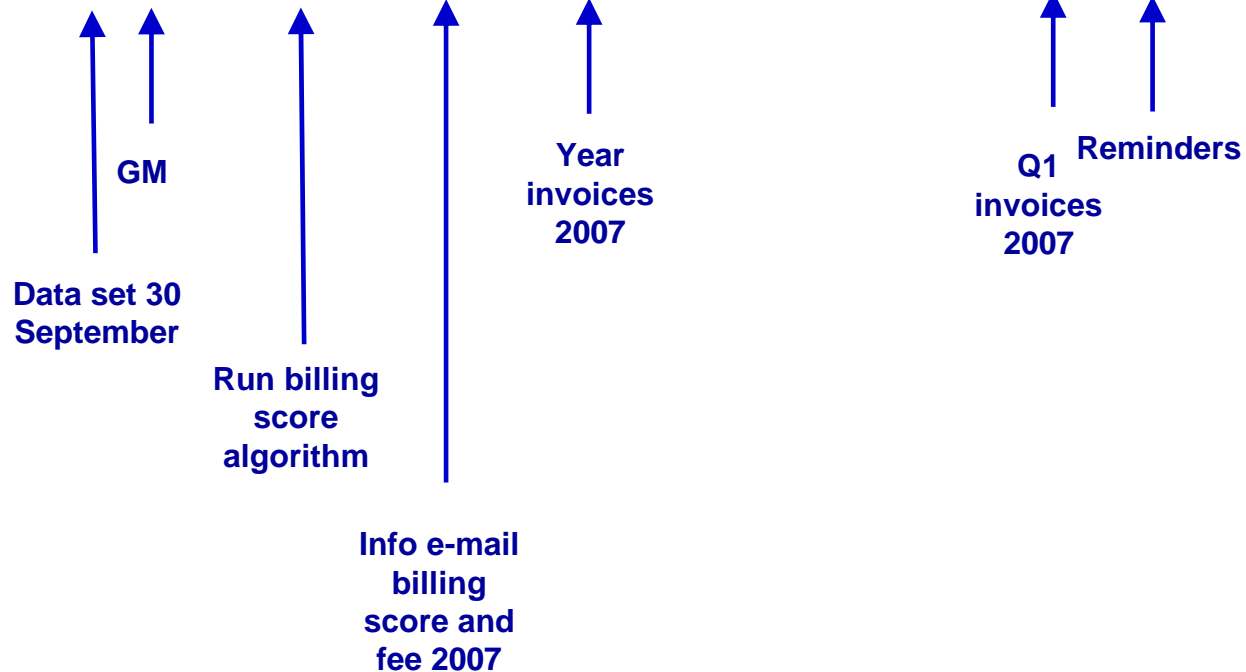 Data set 30
September
GM
Run billing
score
algorithm
Info e-mail
billing
score and
fee 2007
Year
invoices
2007
Q1
invoices
2007
Reminders